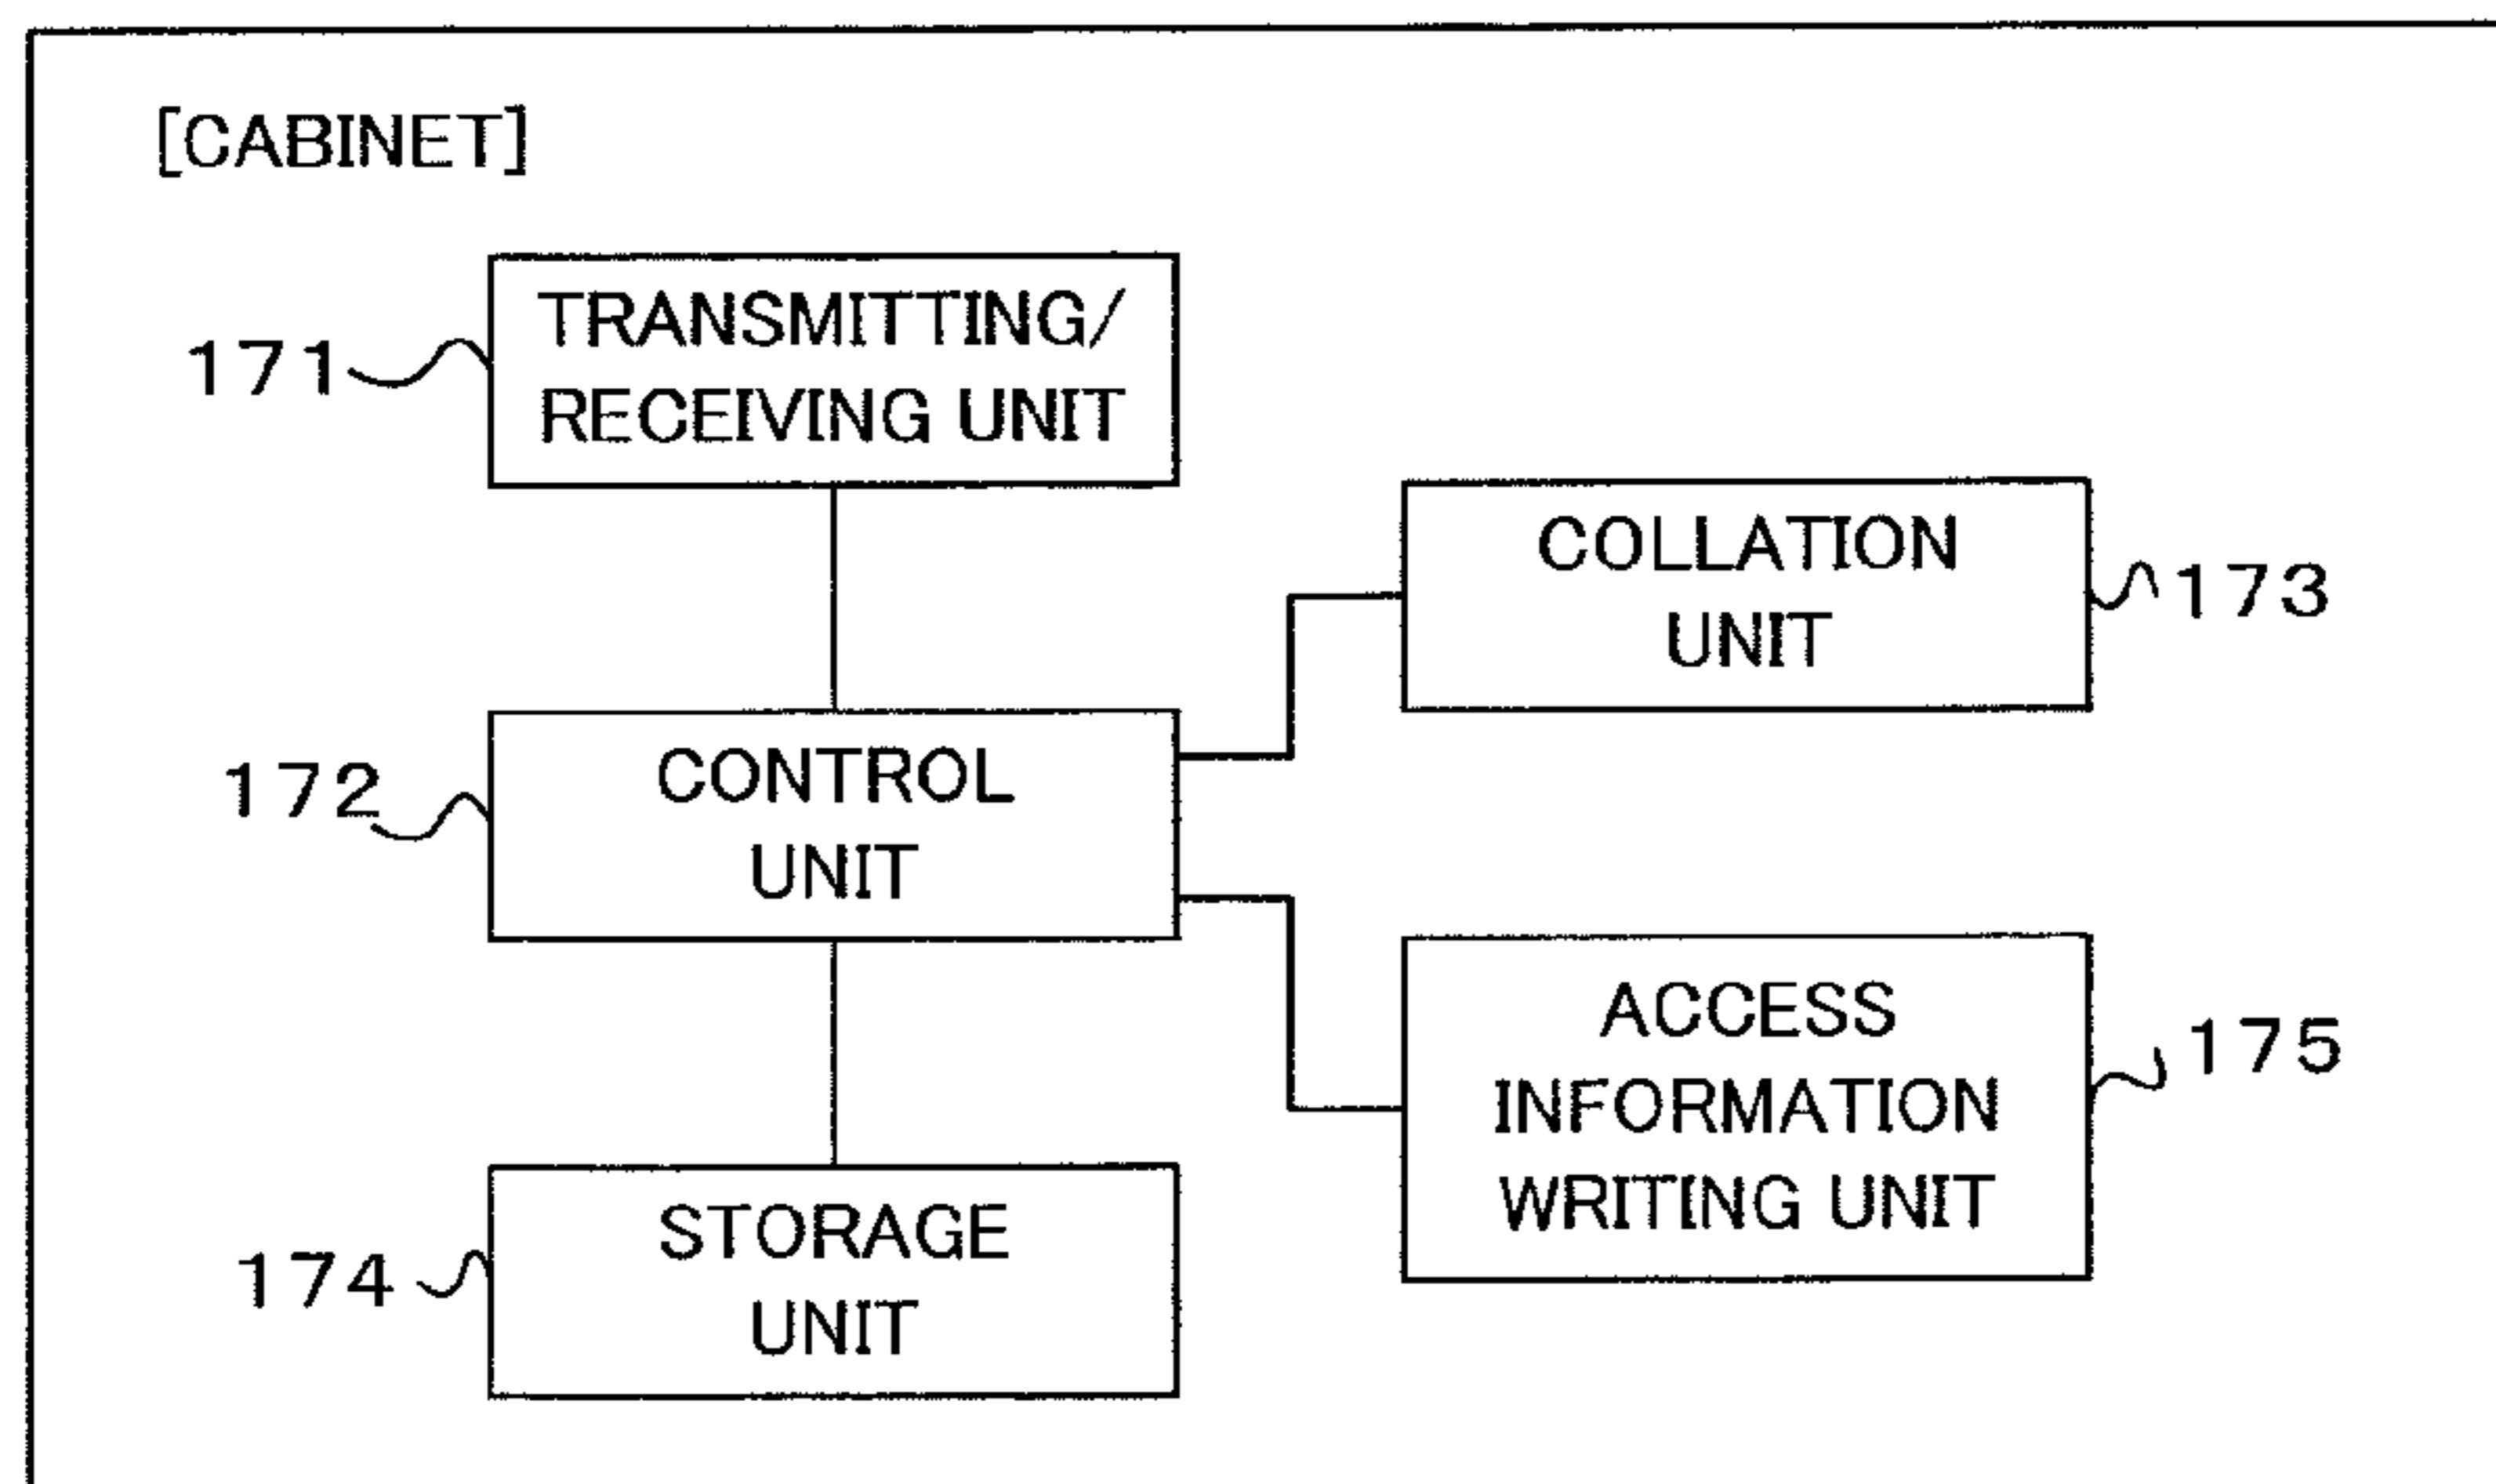 [CABINET]
TRANSMITTING/
RECEIVING UNIT
171
COLLATION
UNIT
173
CONTROL
UNIT
172
ACCESS
INFORMATION
WRITING UNIT
175
STORAGE
UNIT
174